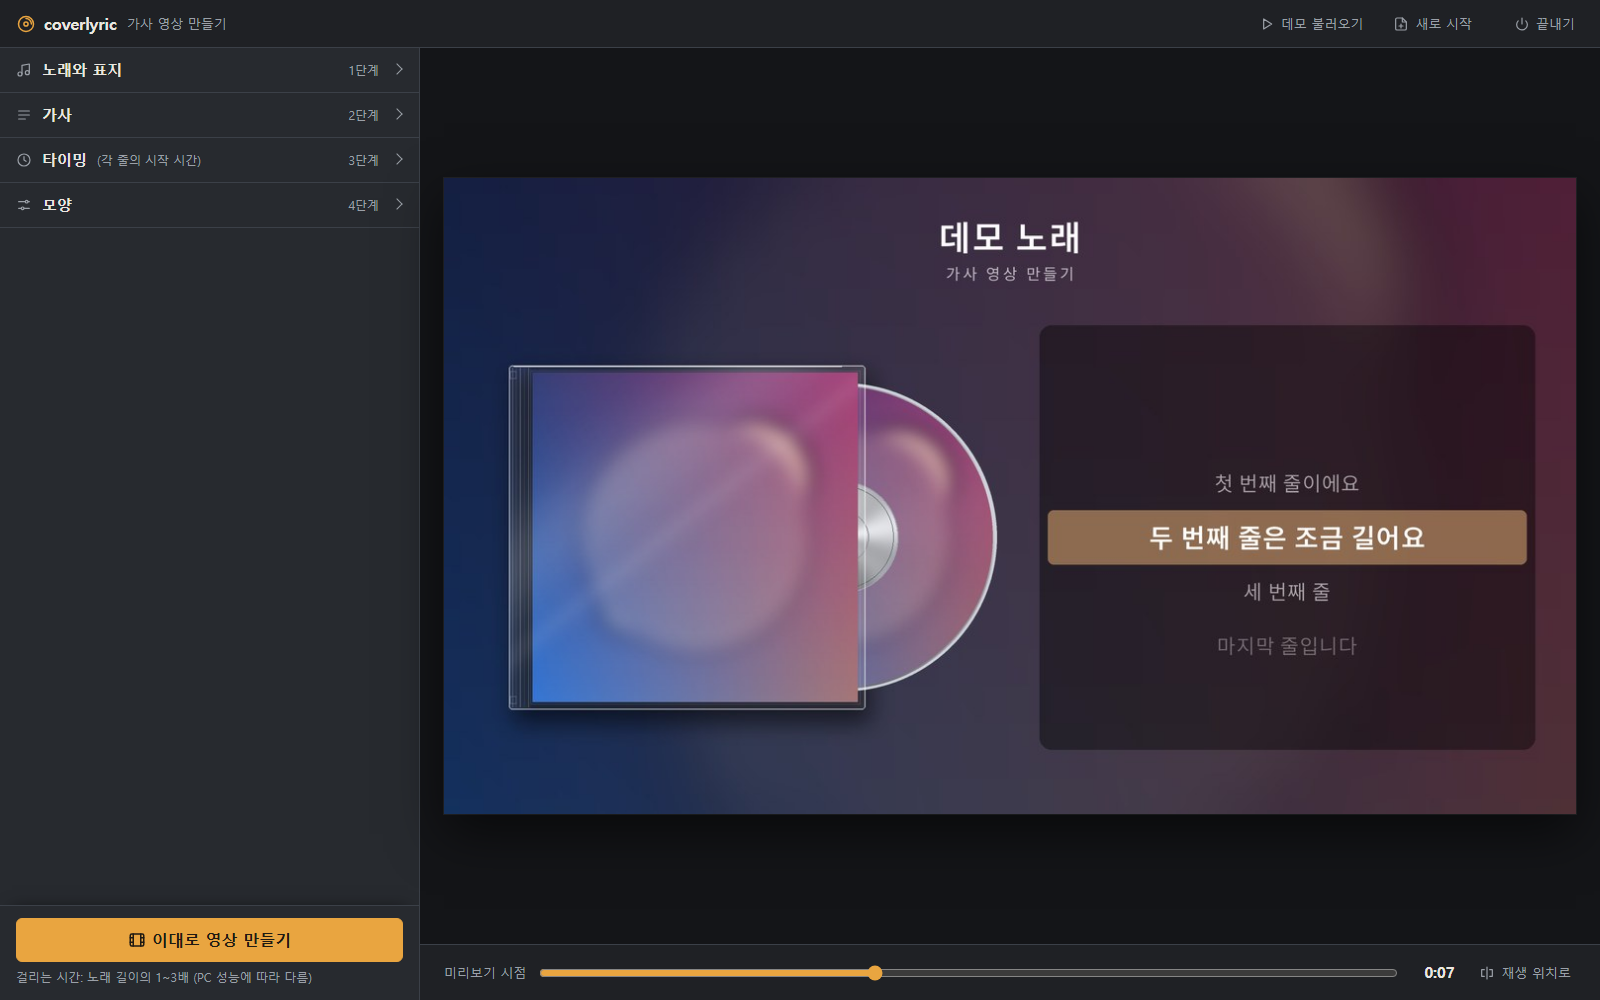 coverlyric 가사 영상 만들기
데모 불러오기
새로 시작
끝내기
노래와 표지 1단계
가사 2단계
타이밍 (각 줄의 시작 시간) 3단계
모양 4단계
데모 노래
가사 영상 만들기
첫 번째 줄이에요
두 번째 줄은 조금 길어요
세 번째 줄
마지막 줄입니다
이대로 영상 만들기
걸리는 시간: 노래 길이의 1~3배 (PC 성능에 따라 다름)
미리보기 시점 0:07 재생 위치로